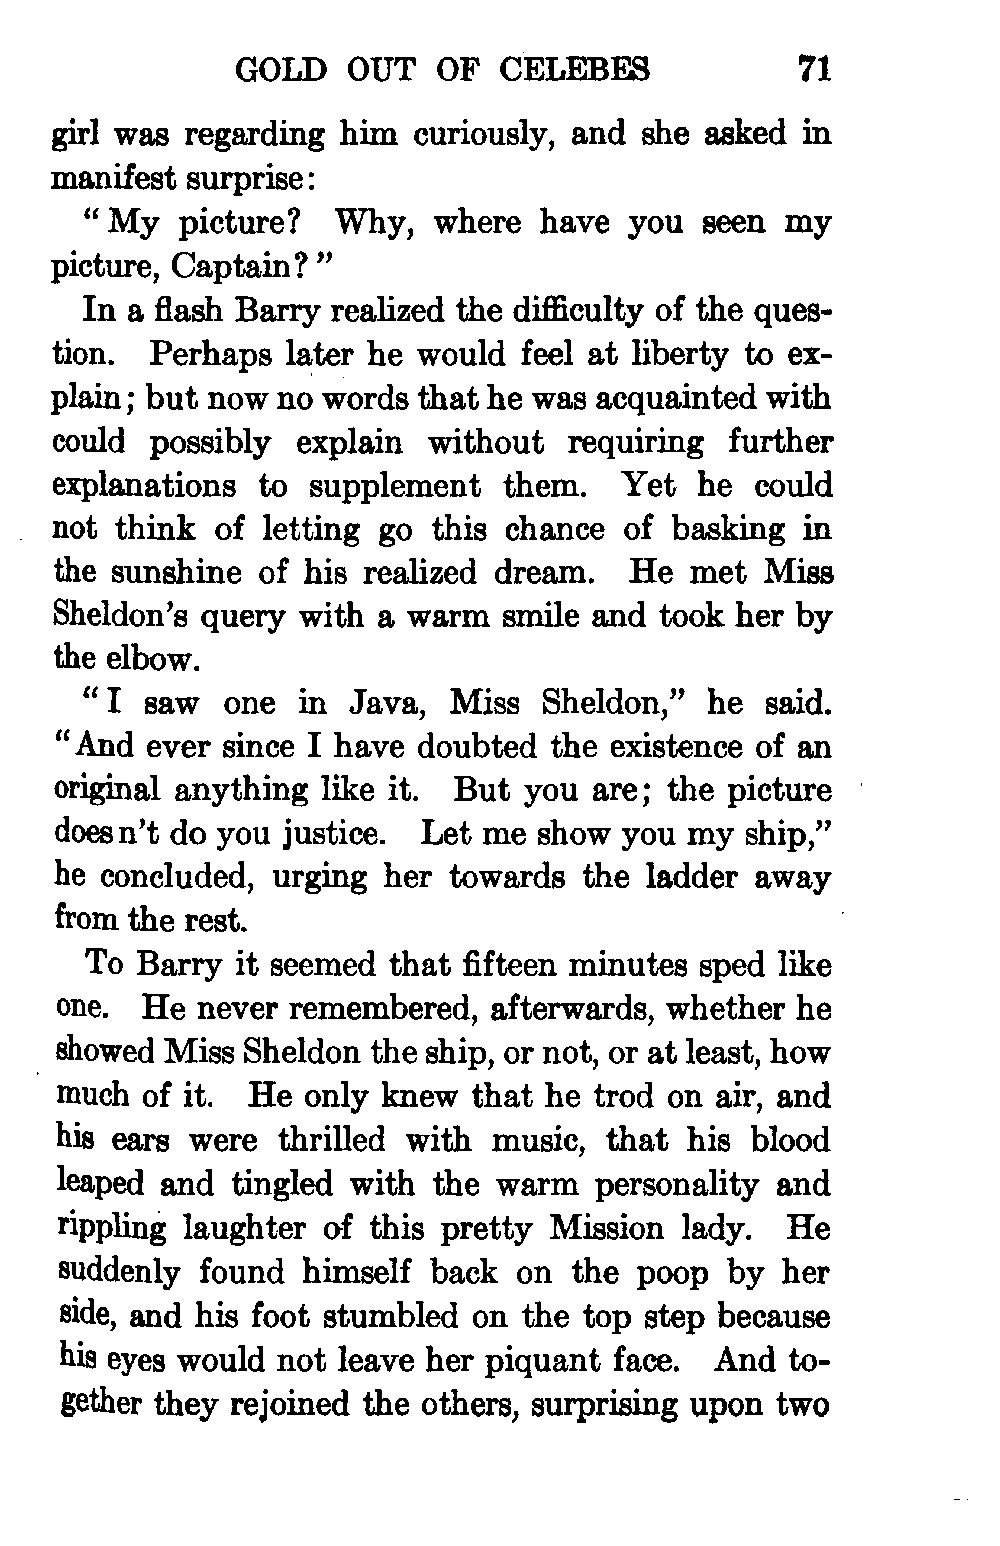 GOLD OUT OF CELEBES 71
girl was regarding him curiously, and she asked in
manifest surprise:
“My picture? Why, where have you seen my
picture, Captain?”
In a flash Barry realized the difficulty of the ques-
tion. Perhaps later he would feel at liberty to ex-
plain; but now no words that he was acquainted with
could possibly explain without requiring further
explanations to supplement them. Yet he could
not think of letting go this chance of basking in
the sunshine of his realized dream. He met Miss
Sheldon’s query with a warm smile and took her by
the elbow.
“I saw one in Java, Miss Sheldon,” he said.
“And ever since I have doubted the existence of an
original anything like it. But you are; the picture
doesn’t do you justice. Let me show you my ship,”
he concluded, urging her towards the ladder away
from the rest.
To Barry it seemed that fifteen minutes sped like
one. He never remembered, afterwards, whether he
showed Miss Sheldon the ship, or not, or at least, how
much of it. He only knew that he trod on air, and
his ears were thrilled with music, that his blood
leaped and tingled with the warm personality and
rippling laughter of this pretty Mission lady. He
suddenly found himself back on the poop by her
side, and his foot stumbled on the top step because
his eyes would not leave her piquant face. And to-
gether they rejoined the others, surprising upon two